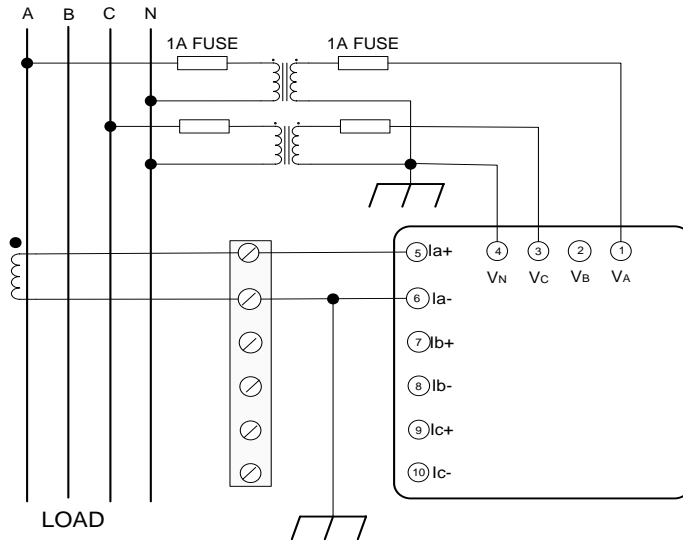 A B C N
1A FUSE 1A FUSE
5 Ia+ 4 3 2 1
VN VC VB VA
6 Ia-
7 Ib+
8 Ib-
9 Ic+
10 Ic-
LOAD